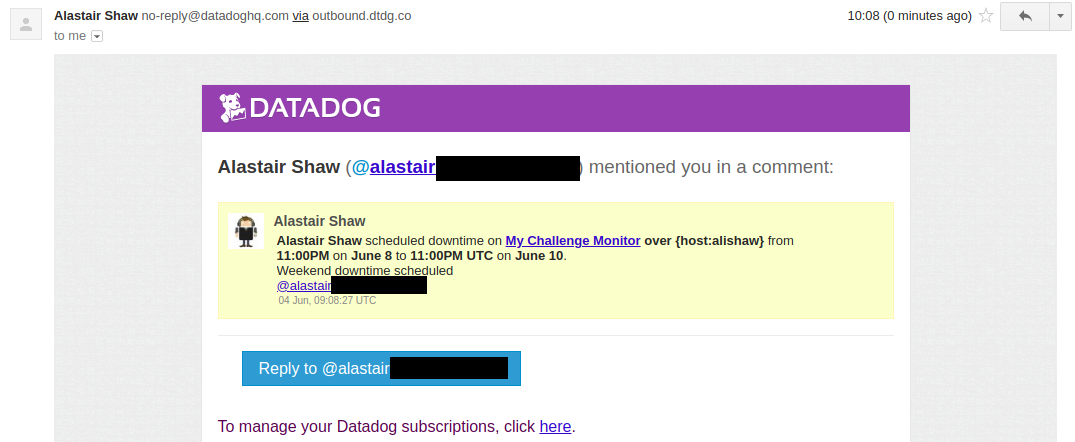 Alastair Shaw no-reply@datadoghq.com via outbound.dtdg.co 10:08 (0 minutes ago)
to me
DATADOG
Alastair Shaw (@alastair ) mentioned you in a comment:
Alastair Shaw
Alastair Shaw scheduled downtime on My Challenge Monitor over {host:alishaw} from
11:00PM on June 8 to 11:00PM UTC on June 10.
Weekend downtime scheduled
@alastair
04 Jun, 09:08:27 UTC
Reply to @alastair
To manage your Datadog subscriptions, click here.